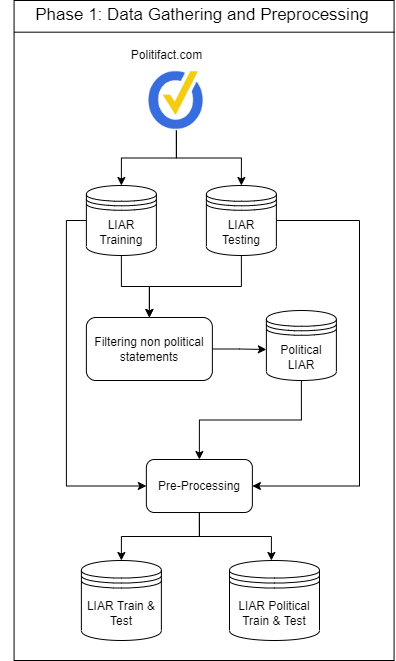 Phase 1: Data Gathering and Preprocessing
Politifact.com
LIAR
Training
LIAR
Testing
Filtering non political
statements
Political
LIAR
Pre-Processing
LIAR Train &
Test
LIAR Political
Train & Test